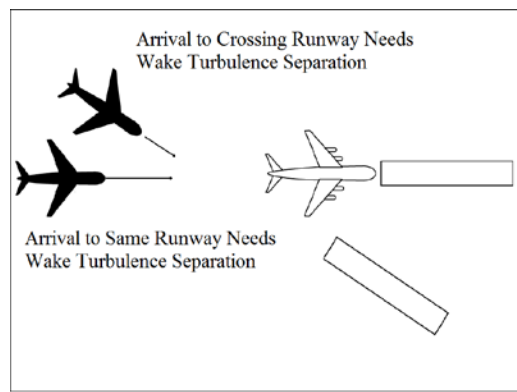 Arrival to Crossing Runway Needs
Wake Turbulence Separation
Arrival to Same Runway Needs
Wake Turbulence Separation